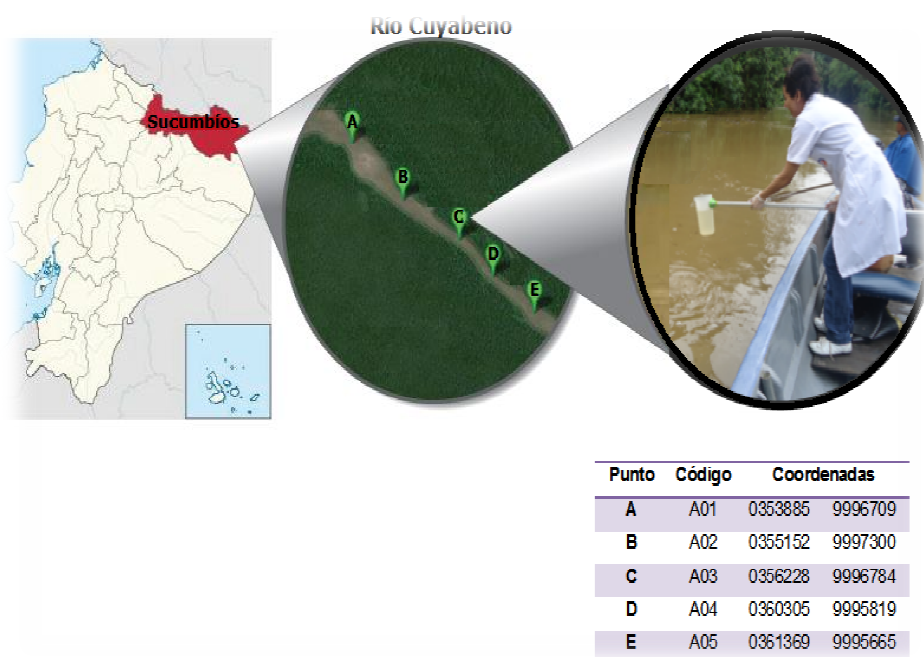 Río Cuyabeno
Sucumbíos
A
B
C
D
E
Punto Código Coordenadas
A A01 0353885 9996709
B A02 0355152 9997300
C A03 0356228 9996784
D A04 0360305 9995819
E A05 0361369 9995665